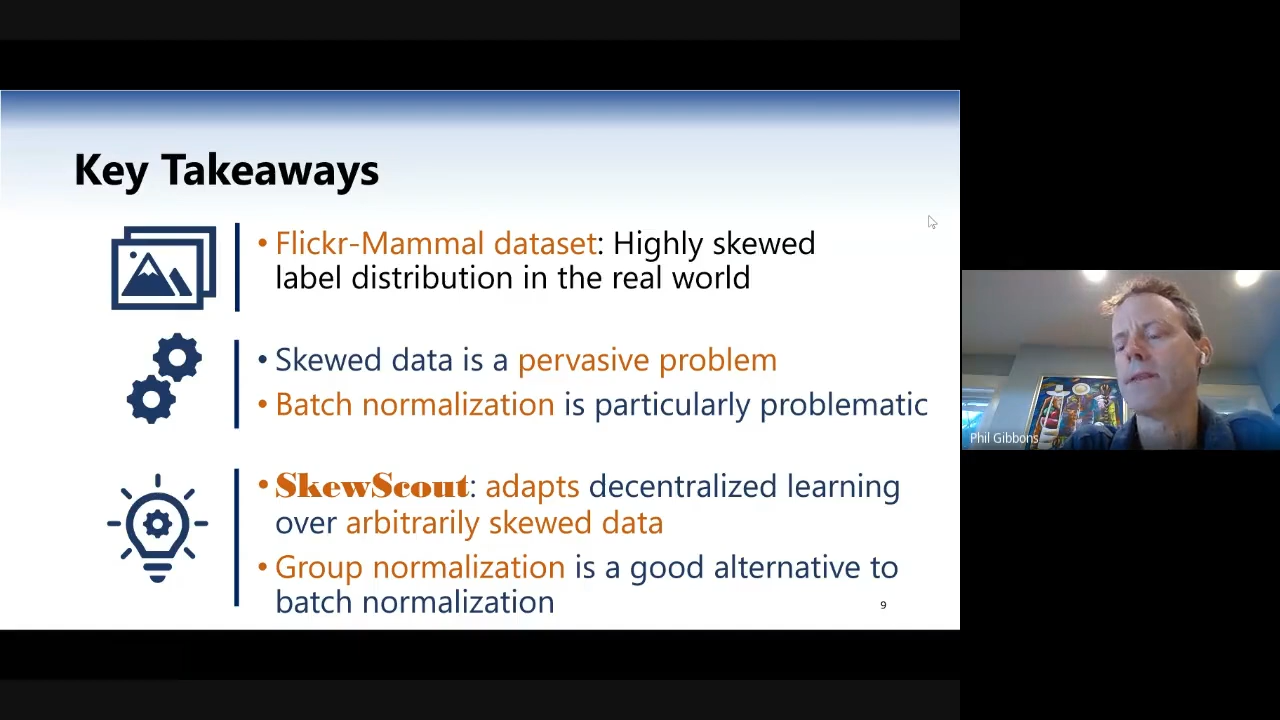 Key Takeaways
• Flickr-Mammal dataset: Highly skewed
label distribution in the real world
• Skewed data is a pervasive problem
• Batch normalization is particularly problematic
• SkewScout: adapts decentralized learning
over arbitrarily skewed data
• Group normalization is a good alternative to
batch normalization
9
Phil Gibbons